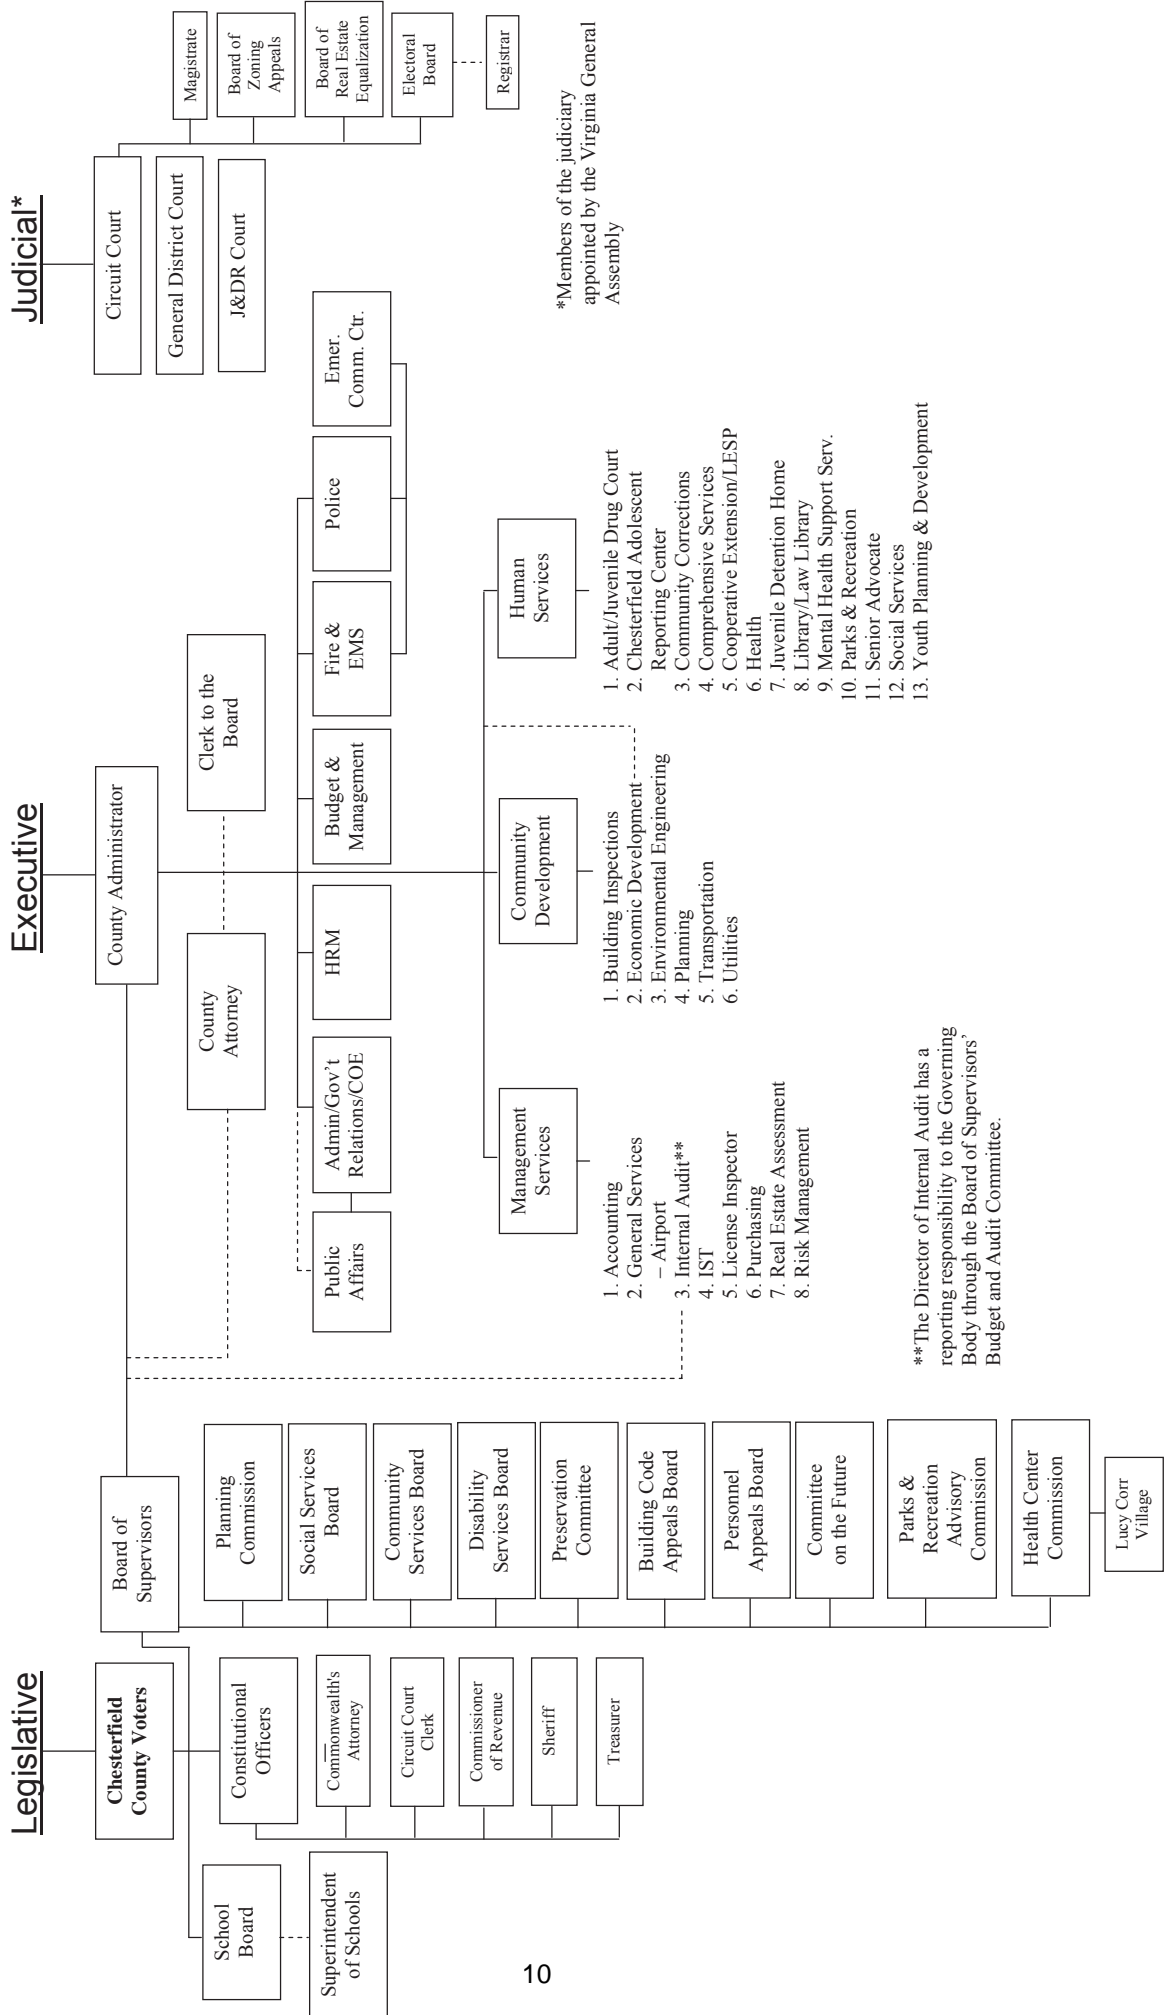 Legislative
Chesterfield
County Voters
School
Board
Superintendent
of Schools
Constitutional
Officers
Commonwealth's
Attorney
Circuit Court
Clerk
Commissioner
of Revenue
Sheriff
Treasurer
Board of
Supervisors
Planning
Commission
Social Services
Board
Community
Services Board
Disability
Services Board
Preservation
Committee
Building Code
Appeals Board
Personnel
Appeals Board
Committee
on the Future
Parks &
Recreation
Advisory
Commission
Health Center
Commission
Lucy Corr
Village
Executive
County Administrator
County
Attorney
Clerk to the
Board
Public
Affairs
Admin/Gov't
Relations/COE
HRM
Budget &
Management
Fire &
EMS
Police
Emer.
Comm. Ctr.
Management
Services
1. Accounting
2. General Services
– Airport
3. Internal Audit**
4. IST
5. License Inspector
6. Purchasing
7. Real Estate Assessment
8. Risk Management
Community
Development
1. Building Inspections
2. Economic Development
3. Environmental Engineering
4. Planning
5. Transportation
6. Utilities
Human
Services
1. Adult/Juvenile Drug Court
2. Chesterfield Adolescent
Reporting Center
3. Community Corrections
4. Comprehensive Services
5. Cooperative Extension/LESP
6. Health
7. Juvenile Detention Home
8. Library/Law Library
9. Mental Health Support Serv.
10. Parks & Recreation
11. Senior Advocate
12. Social Services
13. Youth Planning & Development
**The Director of Internal Audit has a
reporting responsibility to the Governing
Body through the Board of Supervisors'
Budget and Audit Committee.
Judicial*
Circuit Court
General District Court
J&DR Court
Magistrate
Board of
Zoning
Appeals
Board of
Real Estate
Equalization
Electoral
Board
Registrar
*Members of the judiciary
appointed by the Virginia General
Assembly
10